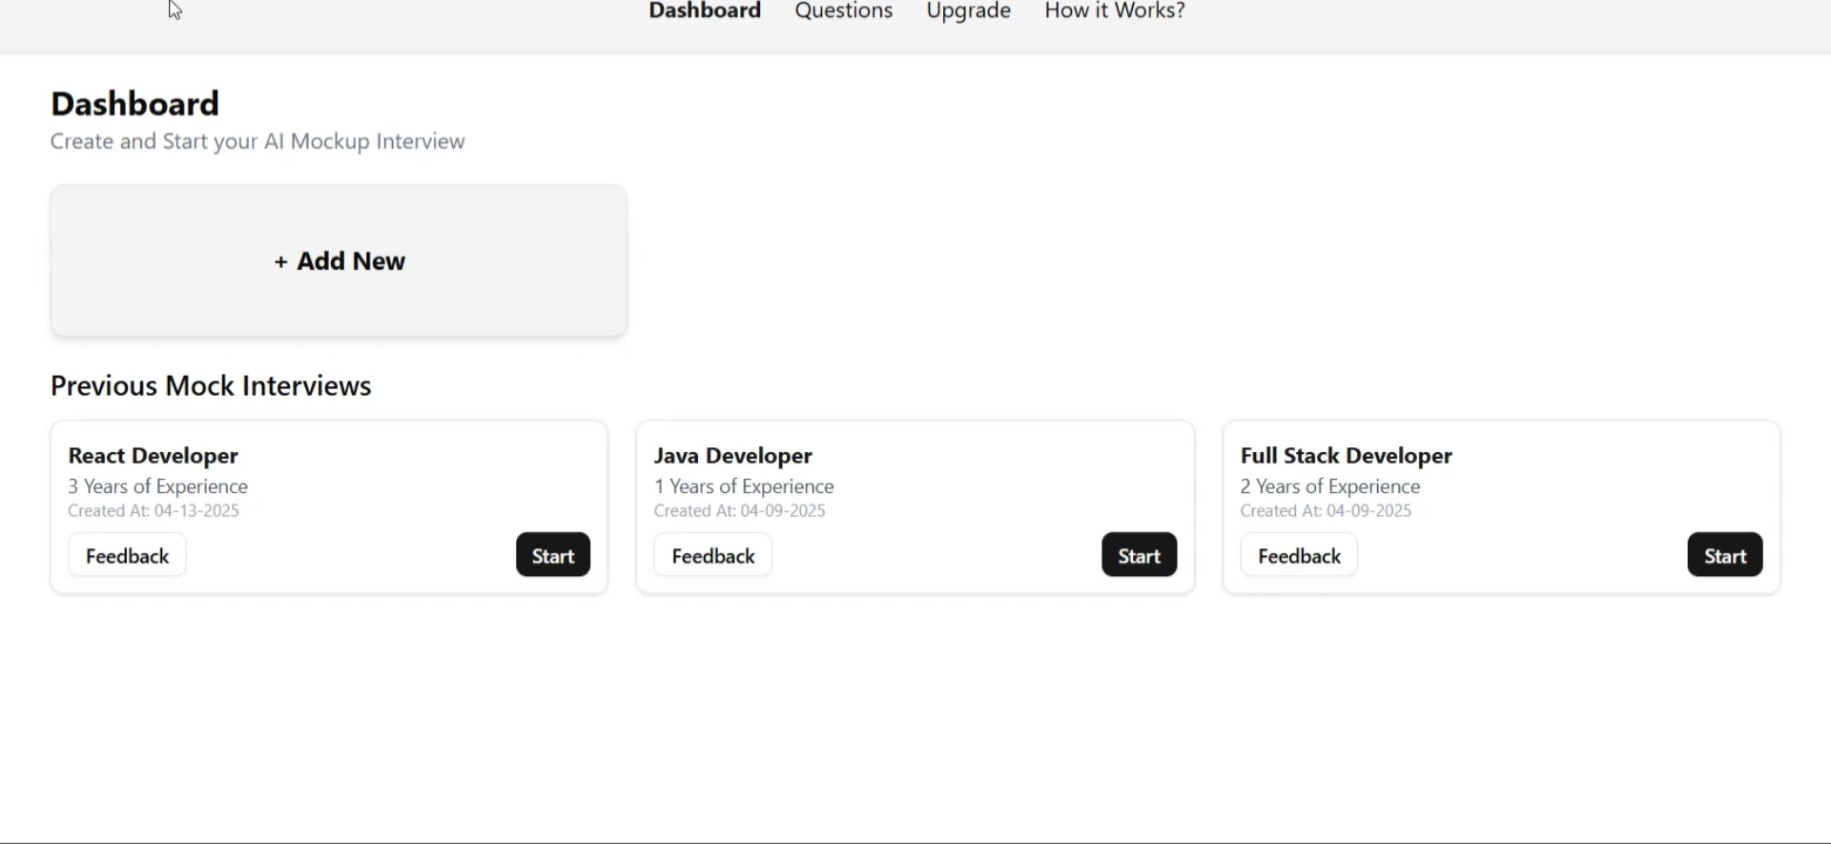 Dashboard Questions Upgrade How it Works?
Dashboard
Create and Start your AI Mockup Interview
+ Add New
Previous Mock Interviews
React Developer
3 Years of Experience
Created At: 04-13-2025
Feedback Start
Java Developer
1 Years of Experience
Created At: 04-09-2025
Feedback Start
Full Stack Developer
2 Years of Experience
Created At: 04-09-2025
Feedback Start